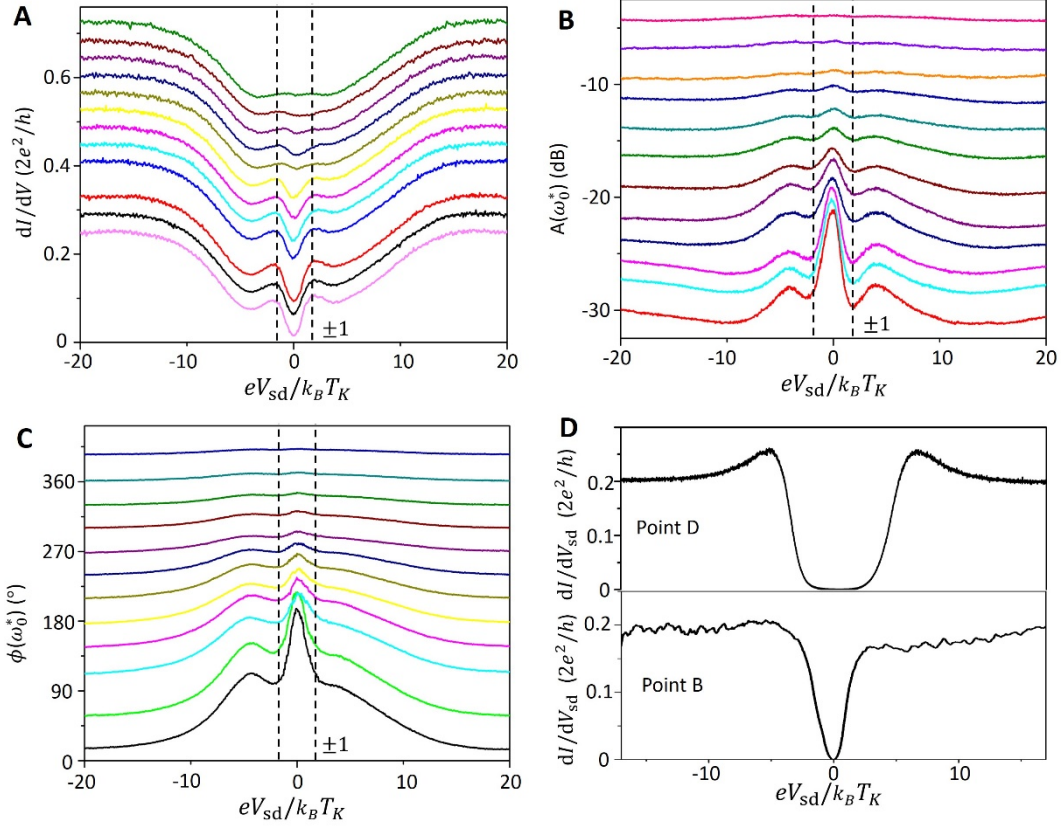 A
dI/dV (2e²/h)
0.6
0.4
0.2
0
±1
-20
-10
0
10
20
eV_sd/k_BT_K
B
A(ω₀*) (dB)
-10
-20
-30
±1
-20
-10
0
10
20
eV_sd/k_BT_K
C
ϕ(ω₀*) (°)
360
270
180
90
0
±1
-20
-10
0
10
20
eV_sd/k_BT_K
D
dI/dV_sd (2e²/h)
0.2
0
Point D
dI/dV_sd (2e²/h)
0.2
0.1
0
Point B
-10
0
10
eV_sd/k_BT_K